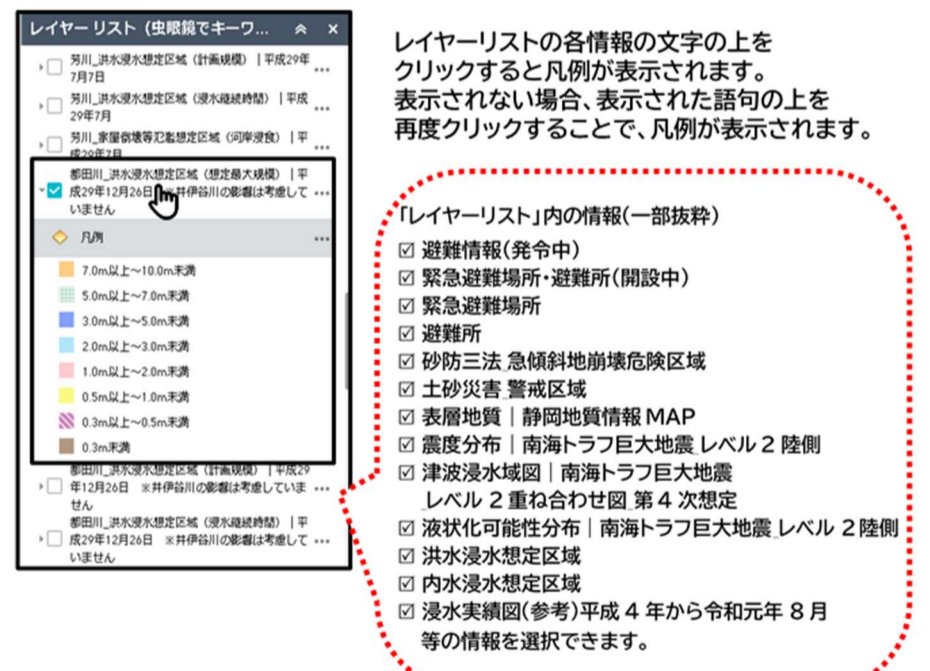 レイヤー リスト（虫眼鏡でキーワ...
芳川_洪水浸水想定区域（計画規模）｜平成29年
7月7日
芳川_洪水浸水想定区域（浸水継続時間）｜平成
29年7月
芳川_家屋倒壊等氾濫想定区域（河岸浸食）｜平
成29年7月
都田川_洪水浸水想定区域（想定最大規模）｜平
成29年12月26日 ※井伊谷川の影響は考慮して
いません
凡例
7.0m以上～10.0m未満
5.0m以上～7.0m未満
3.0m以上～5.0m未満
2.0m以上～3.0m未満
1.0m以上～2.0m未満
0.5m以上～1.0m未満
0.3m以上～0.5m未満
0.3m未満
都田川_洪水浸水想定区域（計画規模）｜平成29
年12月26日 ※井伊谷川の影響は考慮していま
せん
都田川_洪水浸水想定区域（浸水継続時間）｜平
成29年12月26日 ※井伊谷川の影響は考慮して
いません
レイヤーリストの各情報の文字の上を
クリックすると凡例が表示されます。
表示されない場合、表示された語句の上を
再度クリックすることで、凡例が表示されます。
「レイヤーリスト」内の情報(一部抜粋)
☑ 避難情報(発令中)
☑ 緊急避難場所・避難所(開設中)
☑ 緊急避難場所
☑ 避難所
☑ 砂防三法_急傾斜地崩壊危険区域
☑ 土砂災害_警戒区域
☑ 表層地質｜静岡地質情報MAP
☑ 震度分布｜南海トラフ巨大地震_レベル2陸側
☑ 津波浸水域図｜南海トラフ巨大地震
_レベル2重ね合わせ図_第4次想定
☑ 液状化可能性分布｜南海トラフ巨大地震_レベル2陸側
☑ 洪水浸水想定区域
☑ 内水浸水想定区域
☑ 浸水実績図(参考)平成4年から令和元年8月
等の情報を選択できます。